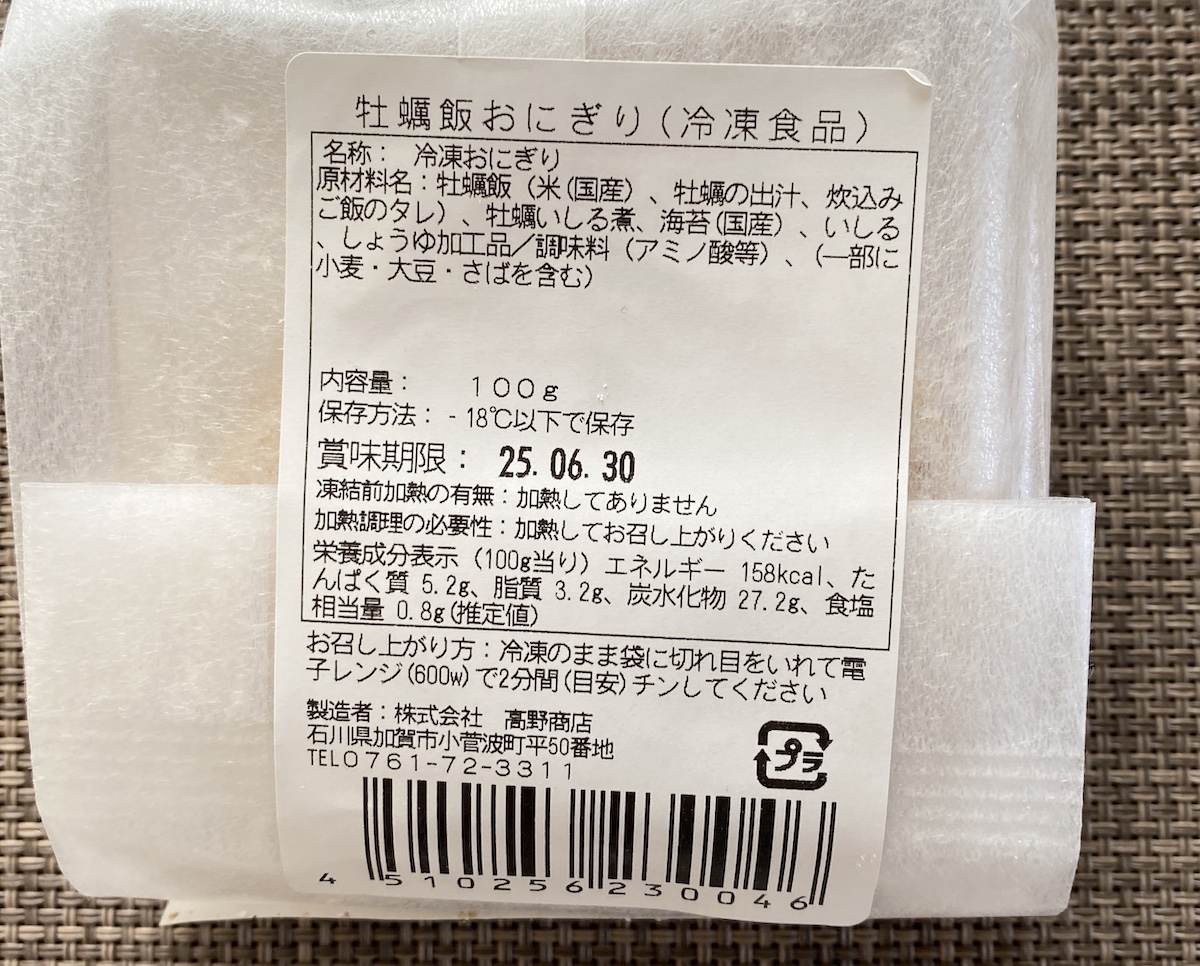 牡蠣飯おにぎり(冷凍食品)
名称： 冷凍おにぎり
原材料名：牡蠣飯（米(国産）、牡蠣の出汁、炊込み
ご飯のタレ）、牡蠣いしる煮、海苔(国産）、いしる
、しょうゆ加工品／調味料（アミノ酸等）、（一部に
小麦・大豆・さばを含む）
内容量： １００ｇ
保存方法：-18℃以下で保存
賞味期限： 25.06.30
凍結前加熱の有無：加熱してありません
加熱調理の必要性：加熱してお召し上がりください
栄養成分表示（100g当り）エネルギー 158kcal、た
んぱく質 5.2g、脂質 3.2g、炭水化物 27.2g、食塩
相当量 0.8g(推定値)
お召し上がり方：冷凍のまま袋に切れ目をいれて電
子レンジ(600w)で2分間(目安)チンしてください
製造者：株式会社 高野商店
石川県加賀市小菅波町平50番地
TEL0761-72-3311
プラ
4510256230046